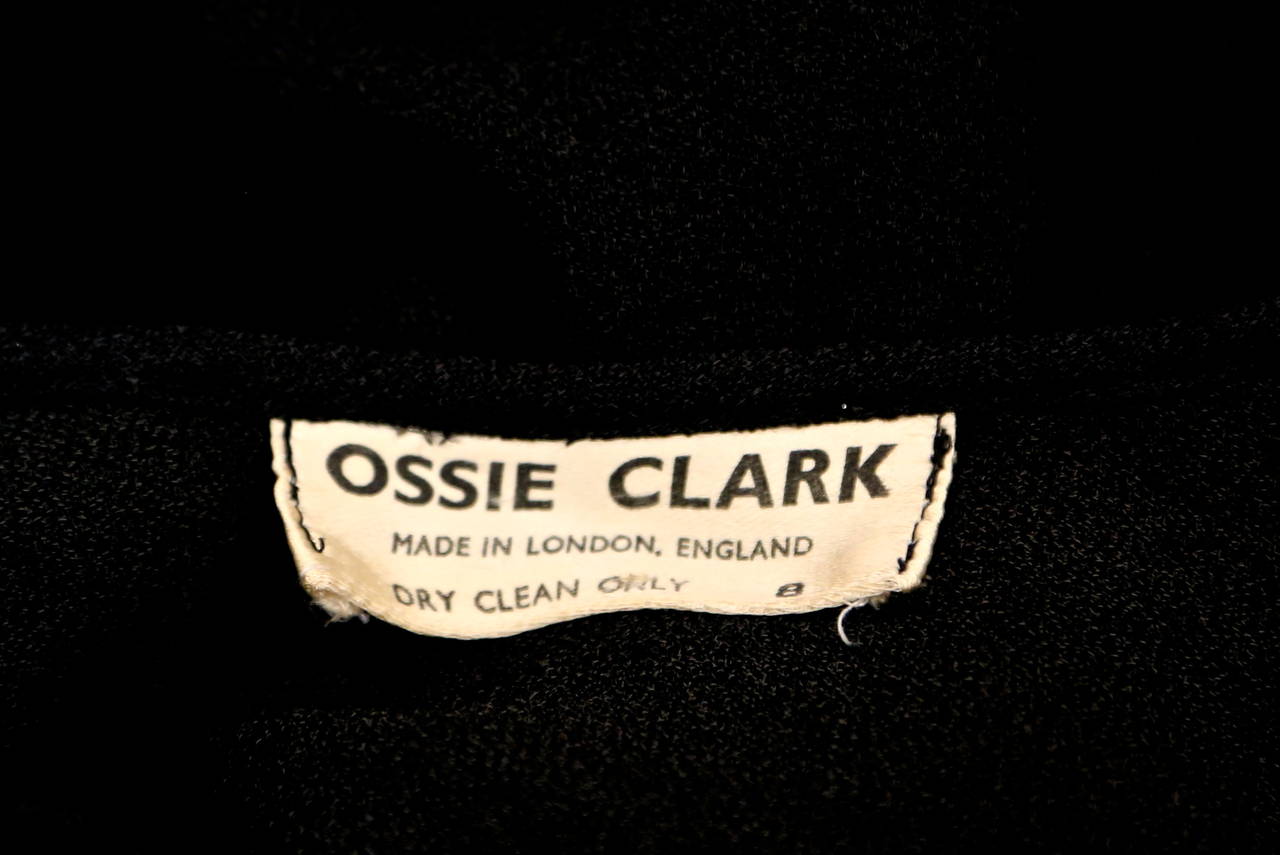 OSSIE CLARK
MADE IN LONDON, ENGLAND
DRY CLEAN ONLY 8